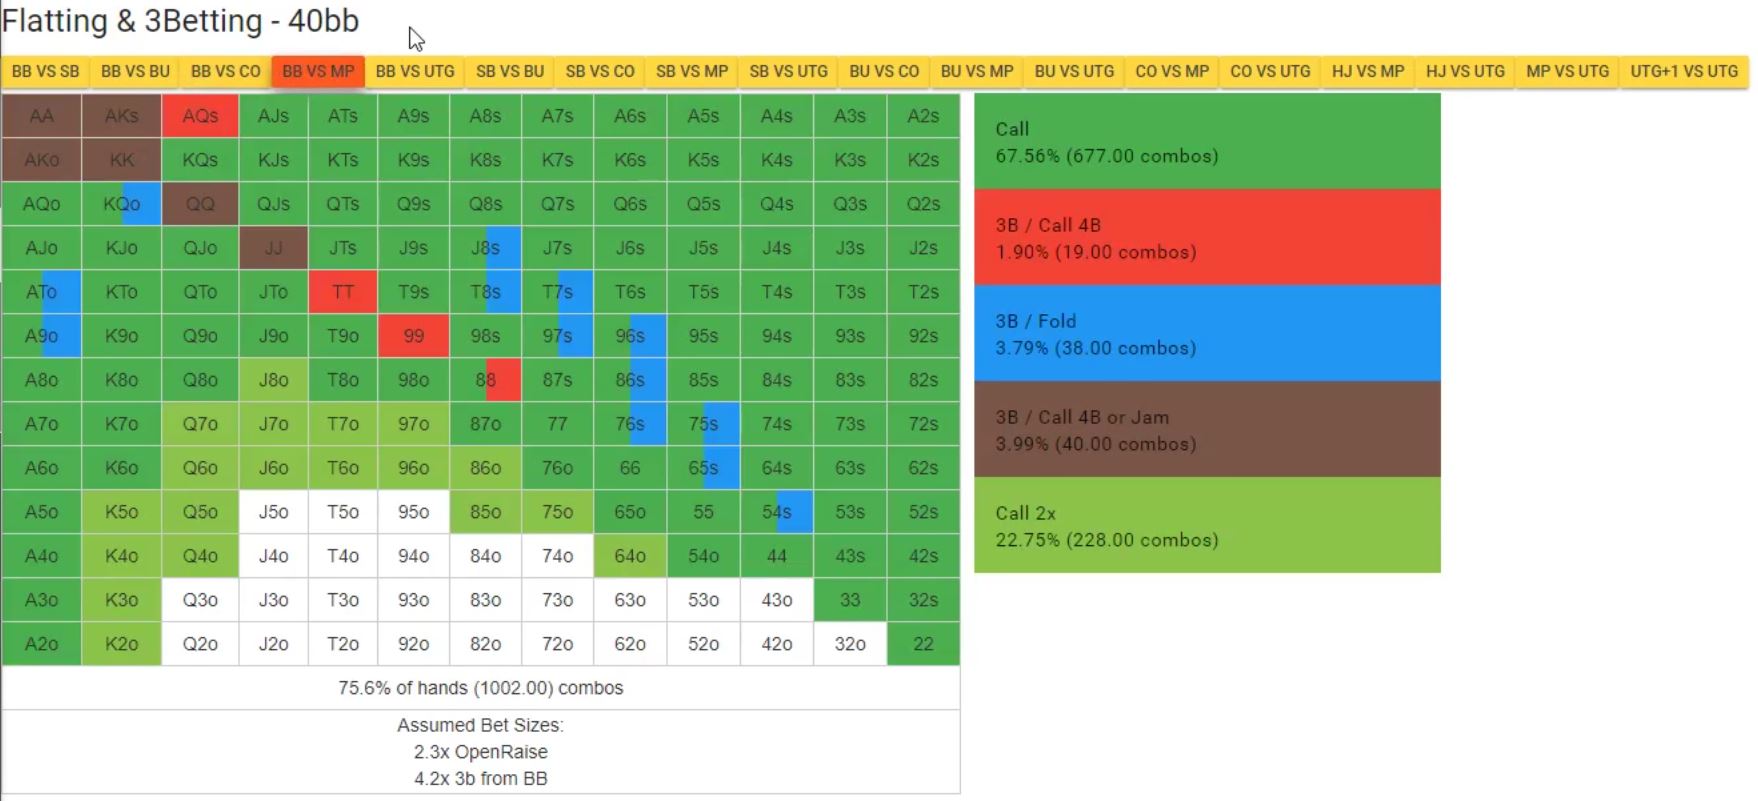 Flatting & 3Betting - 40bb
BB VS SB BB VS BU BB VS CO BB VS MP BB VS UTG SB VS BU SB VS CO SB VS MP SB VS UTG BU VS CO BU VS MP BU VS UTG CO VS MP CO VS UTG HJ VS MP HJ VS UTG MP VS UTG UTG+1 VS UTG
AA AKs AQs AJs ATs A9s A8s A7s A6s A5s A4s A3s A2s
AKo KK KQs KJs KTs K9s K8s K7s K6s K5s K4s K3s K2s
AQo KQo QQ QJs QTs Q9s Q8s Q7s Q6s Q5s Q4s Q3s Q2s
AJo KJo QJo JJ JTs J9s J8s J7s J6s J5s J4s J3s J2s
ATo KTo QTo JTo TT T9s T8s T7s T6s T5s T4s T3s T2s
A9o K9o Q9o J9o T9o 99 98s 97s 96s 95s 94s 93s 92s
A8o K8o Q8o J8o T8o 98o 88 87s 86s 85s 84s 83s 82s
A7o K7o Q7o J7o T7o 97o 87o 77 76s 75s 74s 73s 72s
A6o K6o Q6o J6o T6o 96o 86o 76o 66 65s 64s 63s 62s
A5o K5o Q5o J5o T5o 95o 85o 75o 65o 55 54s 53s 52s
A4o K4o Q4o J4o T4o 94o 84o 74o 64o 54o 44 43s 42s
A3o K3o Q3o J3o T3o 93o 83o 73o 63o 53o 43o 33 32s
A2o K2o Q2o J2o T2o 92o 82o 72o 62o 52o 42o 32o 22
75.6% of hands (1002.00) combos
Assumed Bet Sizes:
2.3x OpenRaise
4.2x 3b from BB
Call
67.56% (677.00 combos)
3B / Call 4B
1.90% (19.00 combos)
3B / Fold
3.79% (38.00 combos)
3B / Call 4B or Jam
3.99% (40.00 combos)
Call 2x
22.75% (228.00 combos)